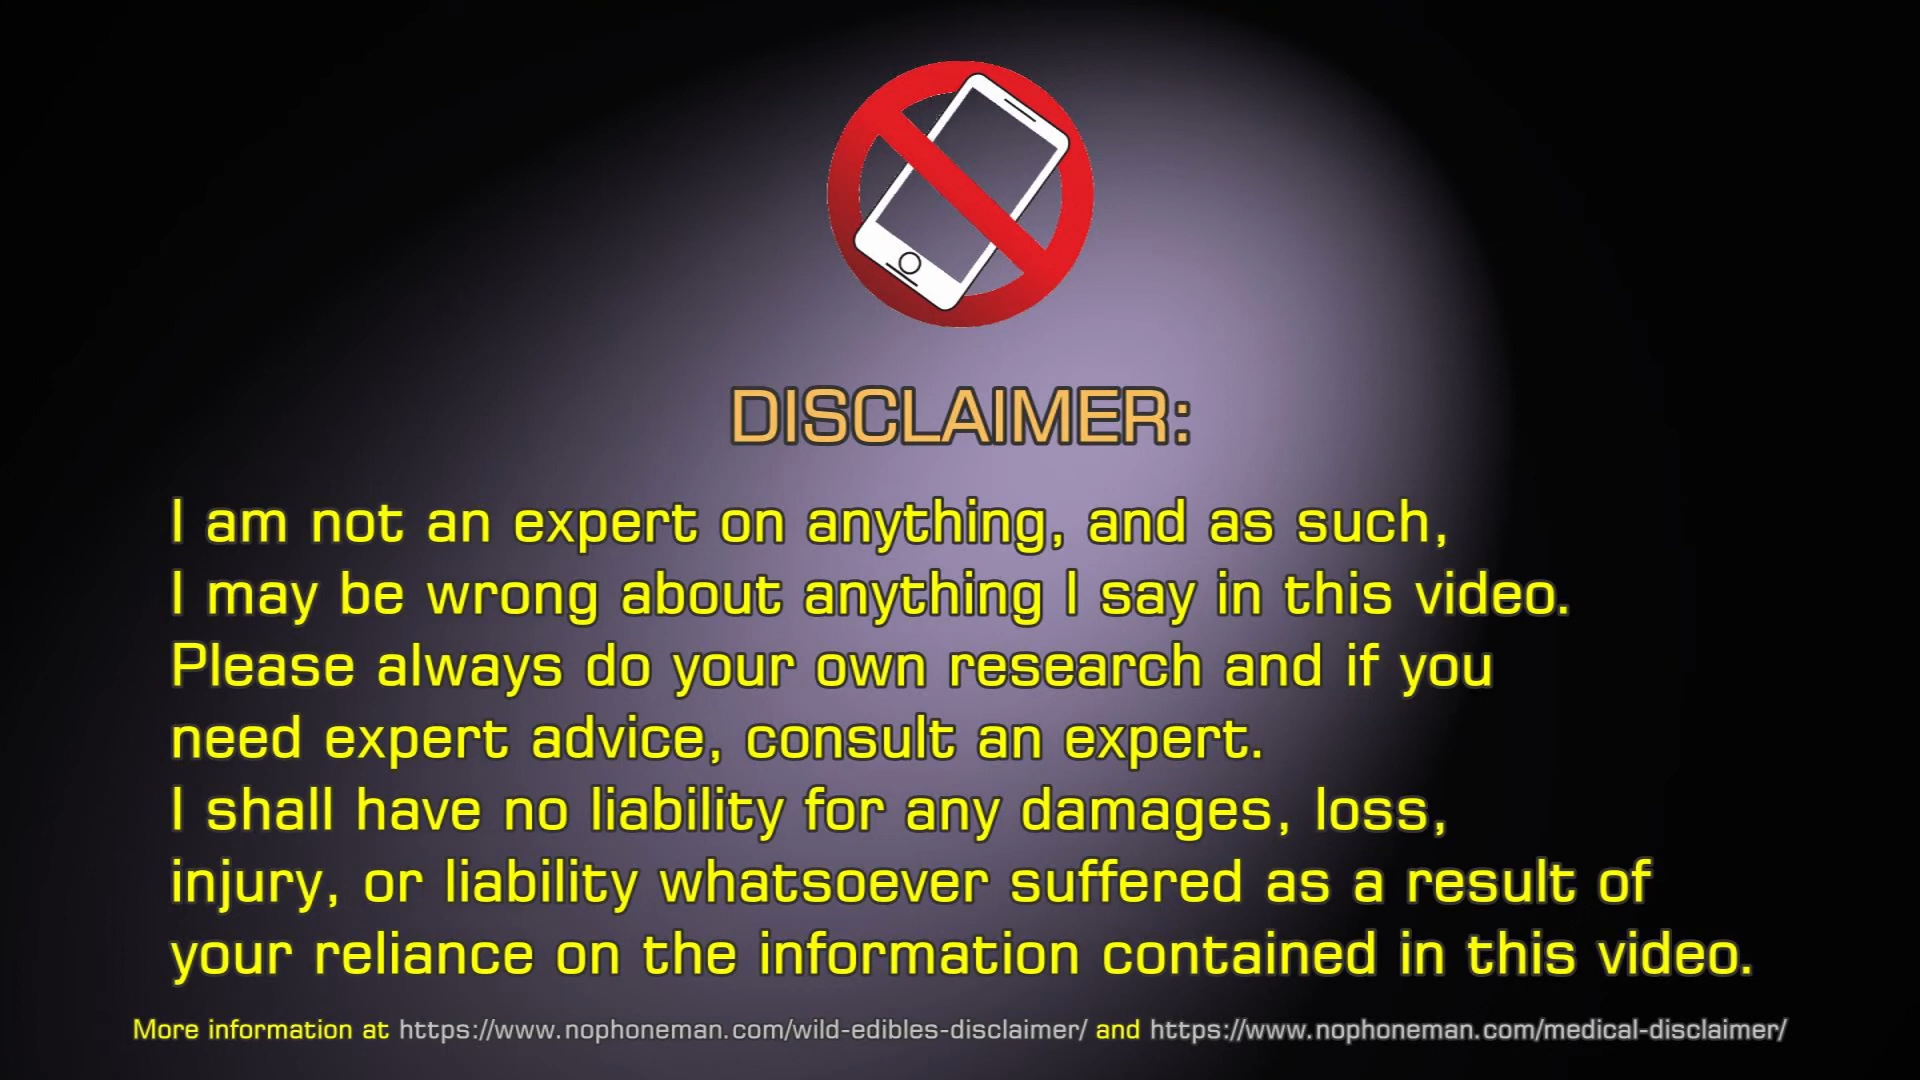 DISCLAIMER:
I am not an expert on anything, and as such,
I may be wrong about anything I say in this video.
Please always do your own research and if you
need expert advice, consult an expert.
I shall have no liability for any damages, loss,
injury, or liability whatsoever suffered as a result of
your reliance on the information contained in this video.
More information at https://www.nophoneman.com/wild-edibles-disclaimer/ and https://www.nophoneman.com/medical-disclaimer/